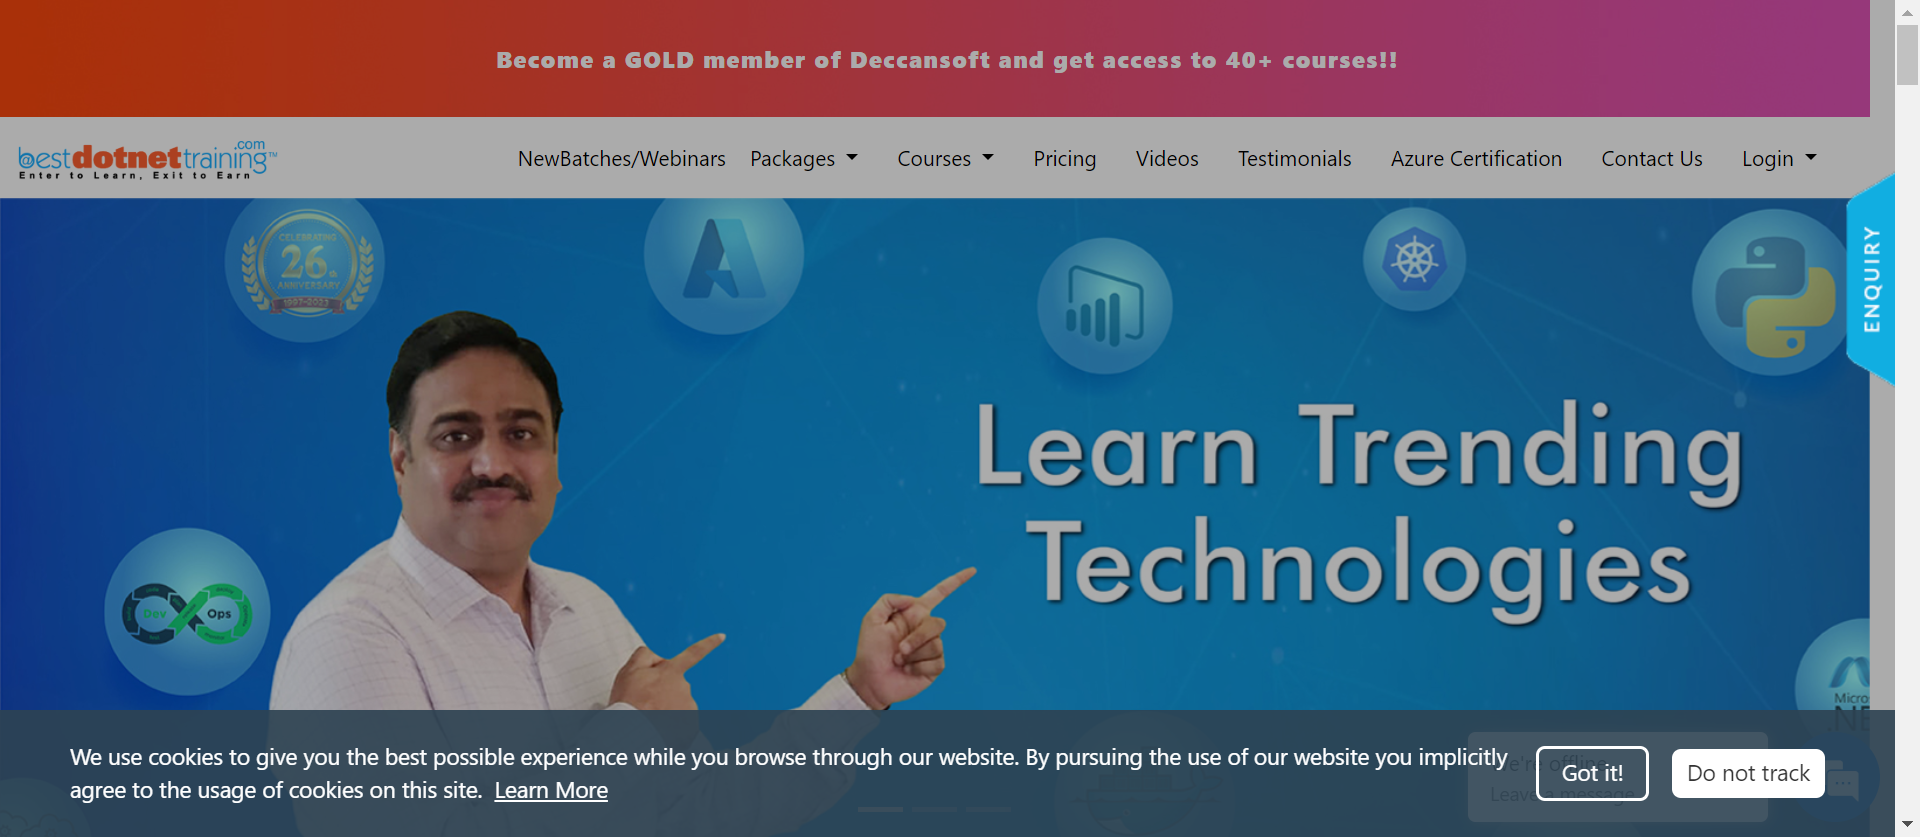 Become a GOLD member of Deccansoft and get access to 40+ courses!!
bestdotnettraining.com™
Enter to Learn, Exit to Earn
NewBatches/Webinars Packages Courses Pricing Videos Testimonials Azure Certification Contact Us Login
ENQUIRY
CELEBRATING
26th
ANNIVERSARY
1997-2023
Learn Trending
Technologies
Dev Ops
We use cookies to give you the best possible experience while you browse through our website. By pursuing the use of our website you implicitly
agree to the usage of cookies on this site. Learn More
We're offline
Leave a message
Got it!
Do not track